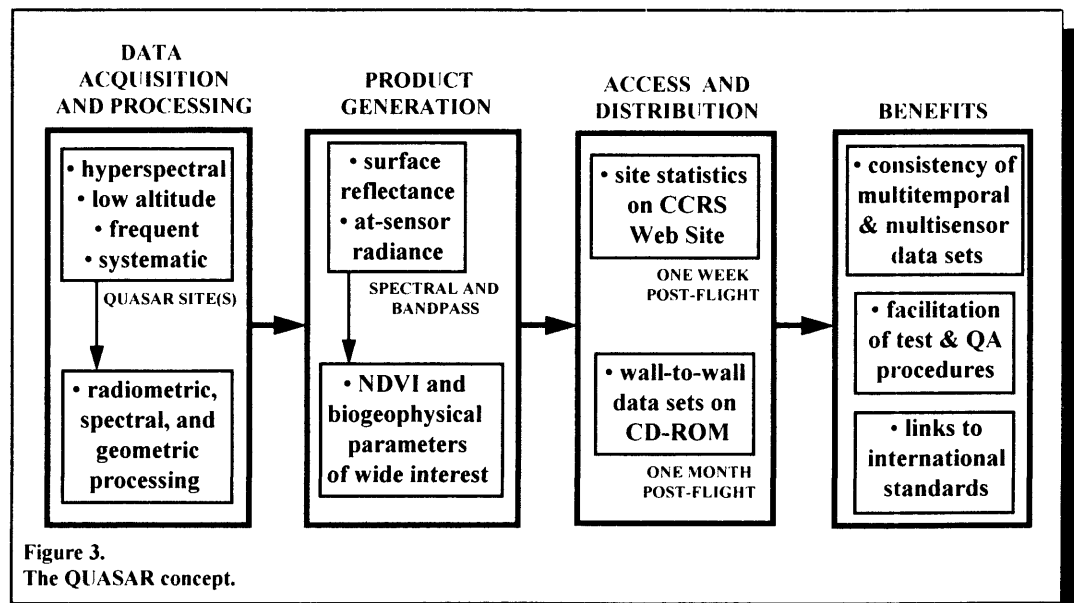 DATA
ACQUISITION
AND PROCESSING
• hyperspectral
• low altitude
• frequent
• systematic
QUASAR SITE(S)
• radiometric,
spectral, and
geometric
processing
PRODUCT
GENERATION
• surface
reflectance
• at-sensor
radiance
SPECTRAL AND
BANDPASS
• NDVI and
biogeophysical
parameters
of wide interest
ACCESS AND
DISTRIBUTION
• site statistics
on CCRS
Web Site
ONE WEEK
POST-FLIGHT
• wall-to-wall
data sets on
CD-ROM
ONE MONTH
POST-FLIGHT
BENEFITS
• consistency of
multitemporal
& multisensor
data sets
• facilitation
of test & QA
procedures
• links to
international
standards
Figure 3.
The QUASAR concept.